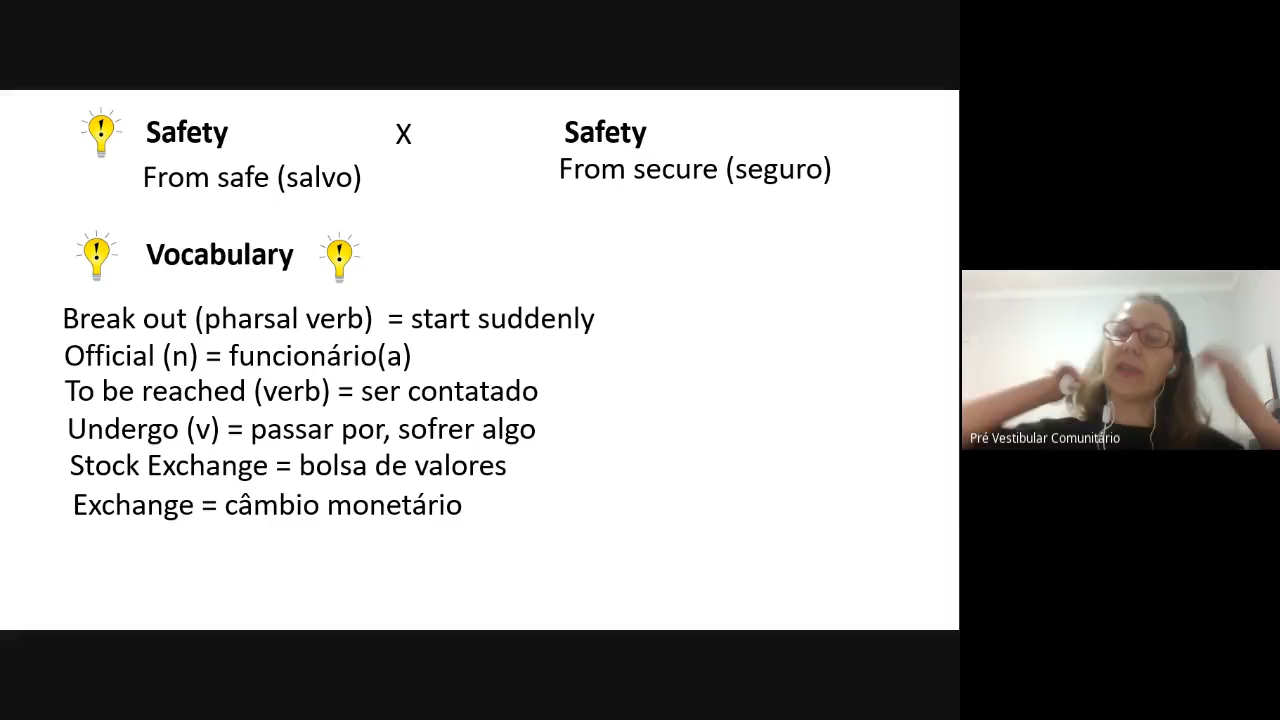 Safety X Safety
From safe (salvo) From secure (seguro)
Vocabulary
Break out (pharsal verb) = start suddenly
Official (n) = funcionário(a)
To be reached (verb) = ser contatado
Undergo (v) = passar por, sofrer algo
Stock Exchange = bolsa de valores
Exchange = câmbio monetário
Pré Vestibular Comunitário